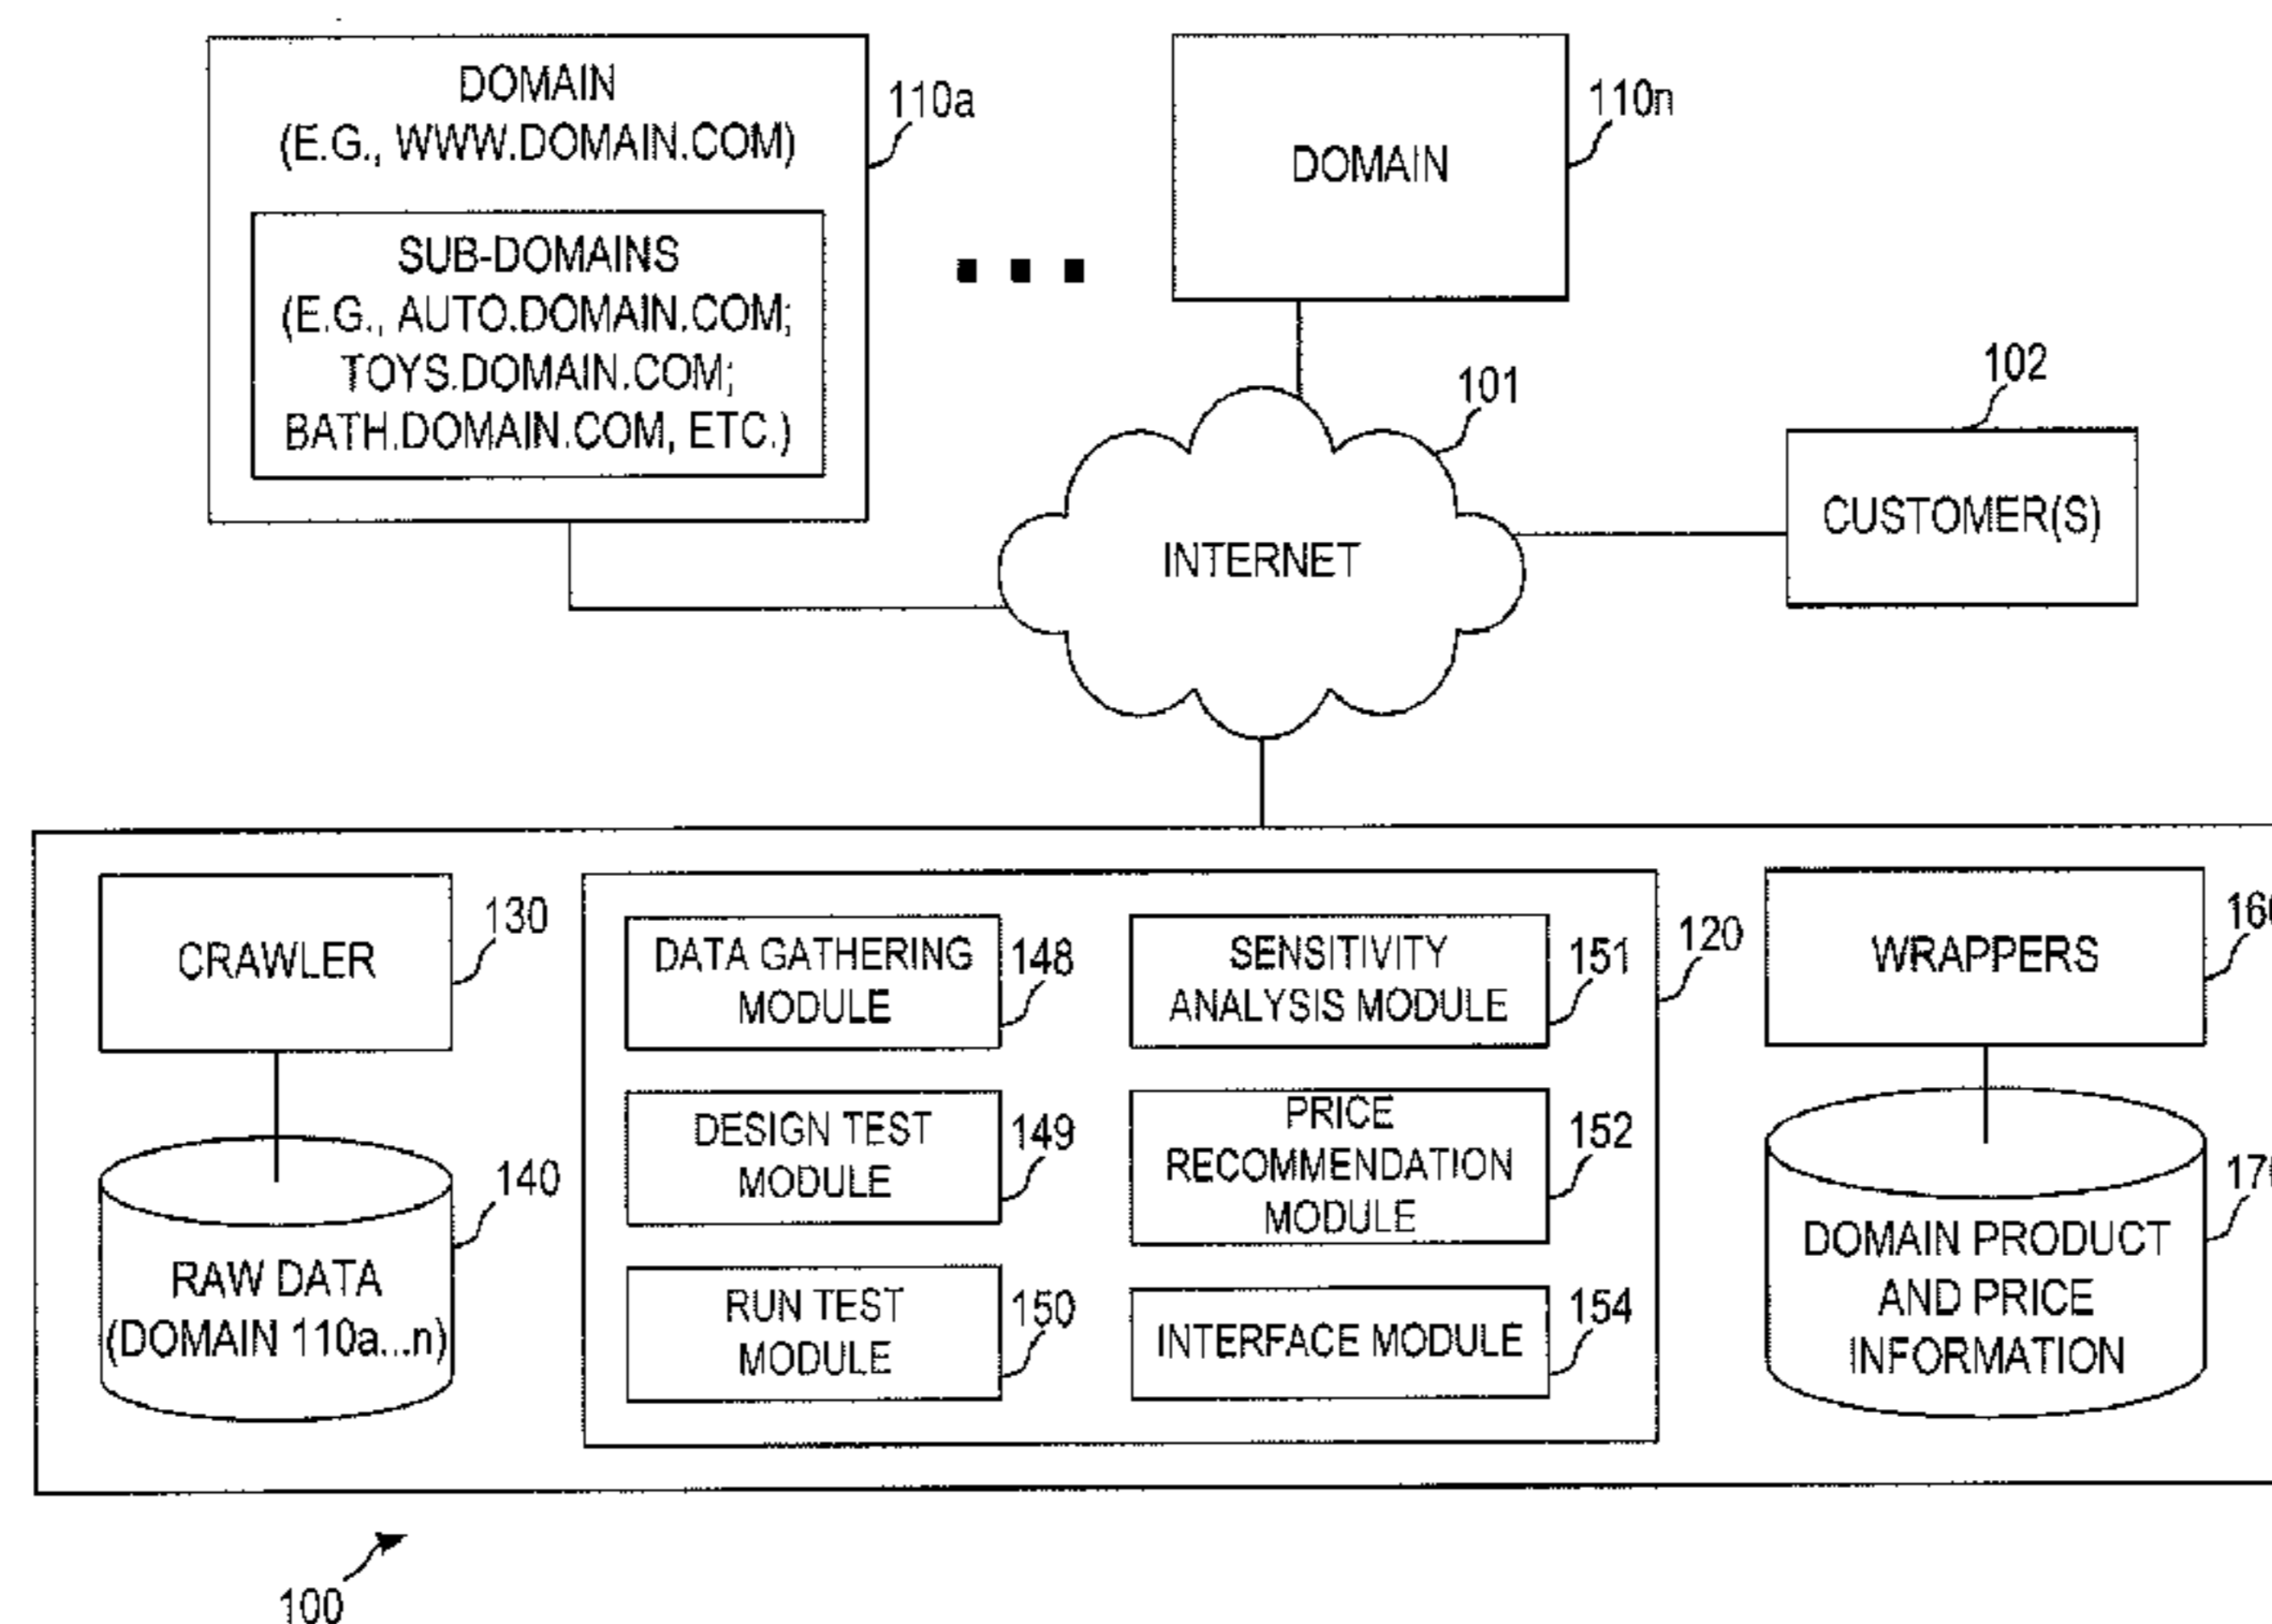 DOMAIN
(E.G., WWW.DOMAIN.COM)
110a
SUB-DOMAINS
(E.G., AUTO.DOMAIN.COM;
TOYS.DOMAIN.COM;
BATH.DOMAIN.COM, ETC.)
DOMAIN
110n
101
INTERNET
102
CUSTOMER(S)
CRAWLER
130
RAW DATA
(DOMAIN 110a...n)
140
120
DATA GATHERING
MODULE
148
DESIGN TEST
MODULE
149
RUN TEST
MODULE
150
SENSITIVITY
ANALYSIS MODULE
151
PRICE
RECOMMENDATION
MODULE
152
INTERFACE MODULE
154
WRAPPERS
DOMAIN PRODUCT
AND PRICE
INFORMATION
100